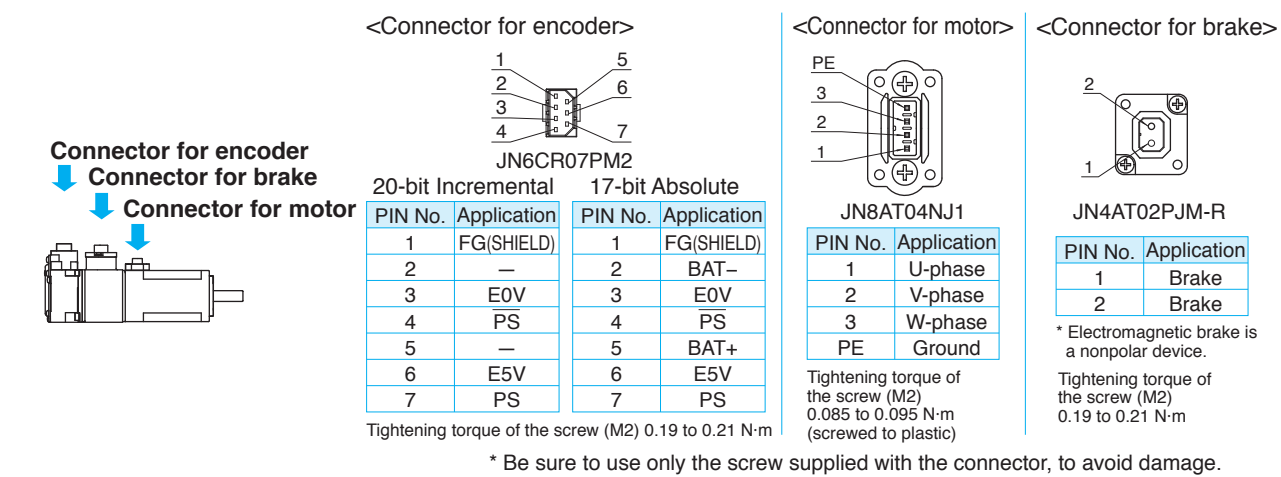 Connector for encoder
Connector for brake
Connector for motor
<Connector for encoder>
1 5
2 6
3
4 7
JN6CR07PM2
20-bit Incremental 17-bit Absolute
PIN No. Application PIN No. Application
1 FG(SHIELD) 1 FG(SHIELD)
2 — 2 BAT−
3 E0V 3 E0V
4 P̅S̅ 4 P̅S̅
5 — 5 BAT+
6 E5V 6 E5V
7 PS 7 PS
Tightening torque of the screw (M2) 0.19 to 0.21 N·m
<Connector for motor>
PE
3
2
1
JN8AT04NJ1
PIN No. Application
1 U-phase
2 V-phase
3 W-phase
PE Ground
Tightening torque of
the screw (M2)
0.085 to 0.095 N·m
(screwed to plastic)
<Connector for brake>
2
1
JN4AT02PJM-R
PIN No. Application
1 Brake
2 Brake
* Electromagnetic brake is
a nonpolar device.
Tightening torque of
the screw (M2)
0.19 to 0.21 N·m
* Be sure to use only the screw supplied with the connector, to avoid damage.